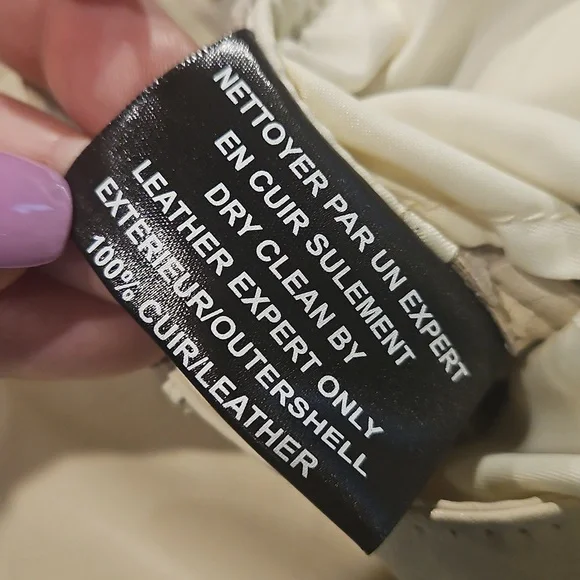 NETTOYER PAR UN EXPERT
EN CUIR SULEMENT
DRY CLEAN BY
LEATHER EXPERT ONLY
EXTERIEUR/OUTERSHELL
100% CUIR/LEATHER